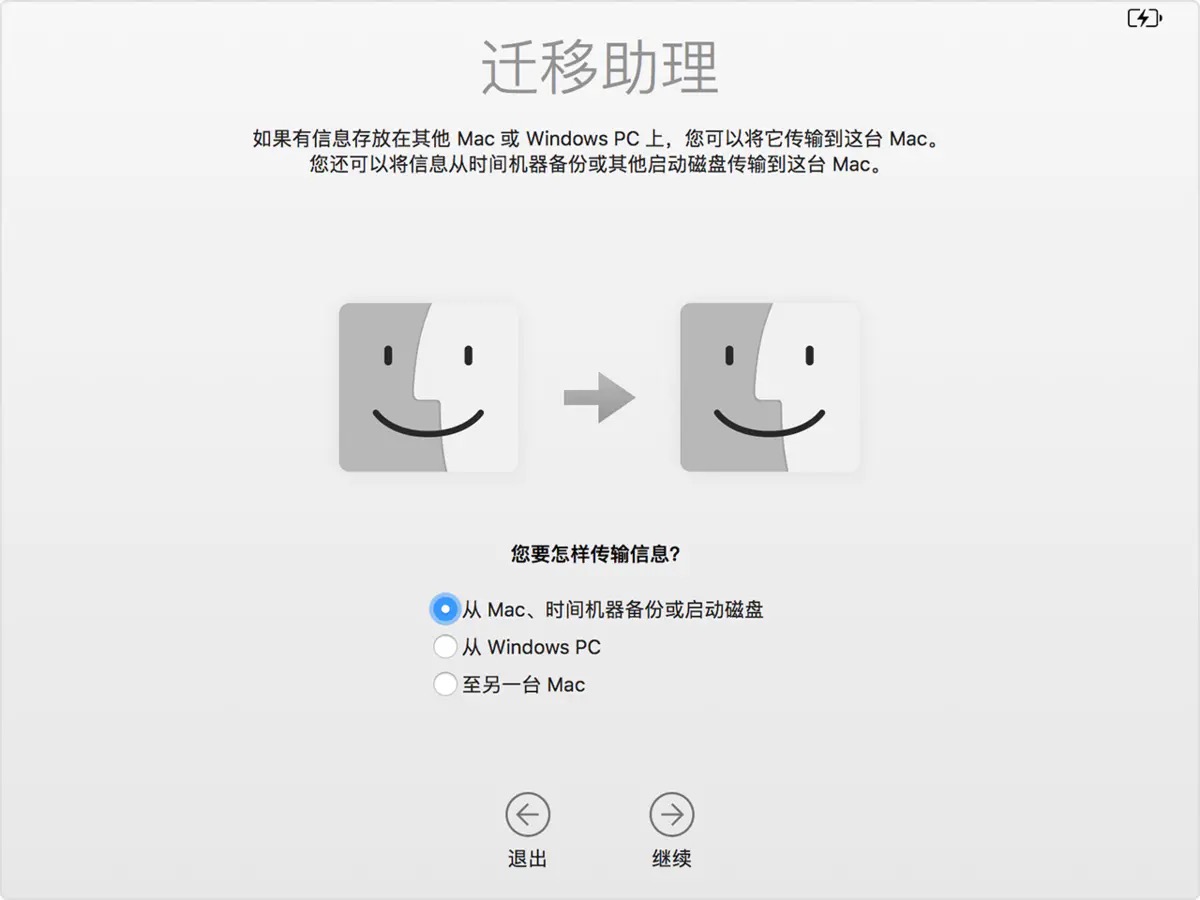 迁移助理
如果有信息存放在其他 Mac 或 Windows PC 上，您可以将它传输到这台 Mac。
您还可以将信息从时间机器备份或其他启动磁盘传输到这台 Mac。
您要怎样传输信息？
从 Mac、时间机器备份或启动磁盘
从 Windows PC
至另一台 Mac
退出
继续